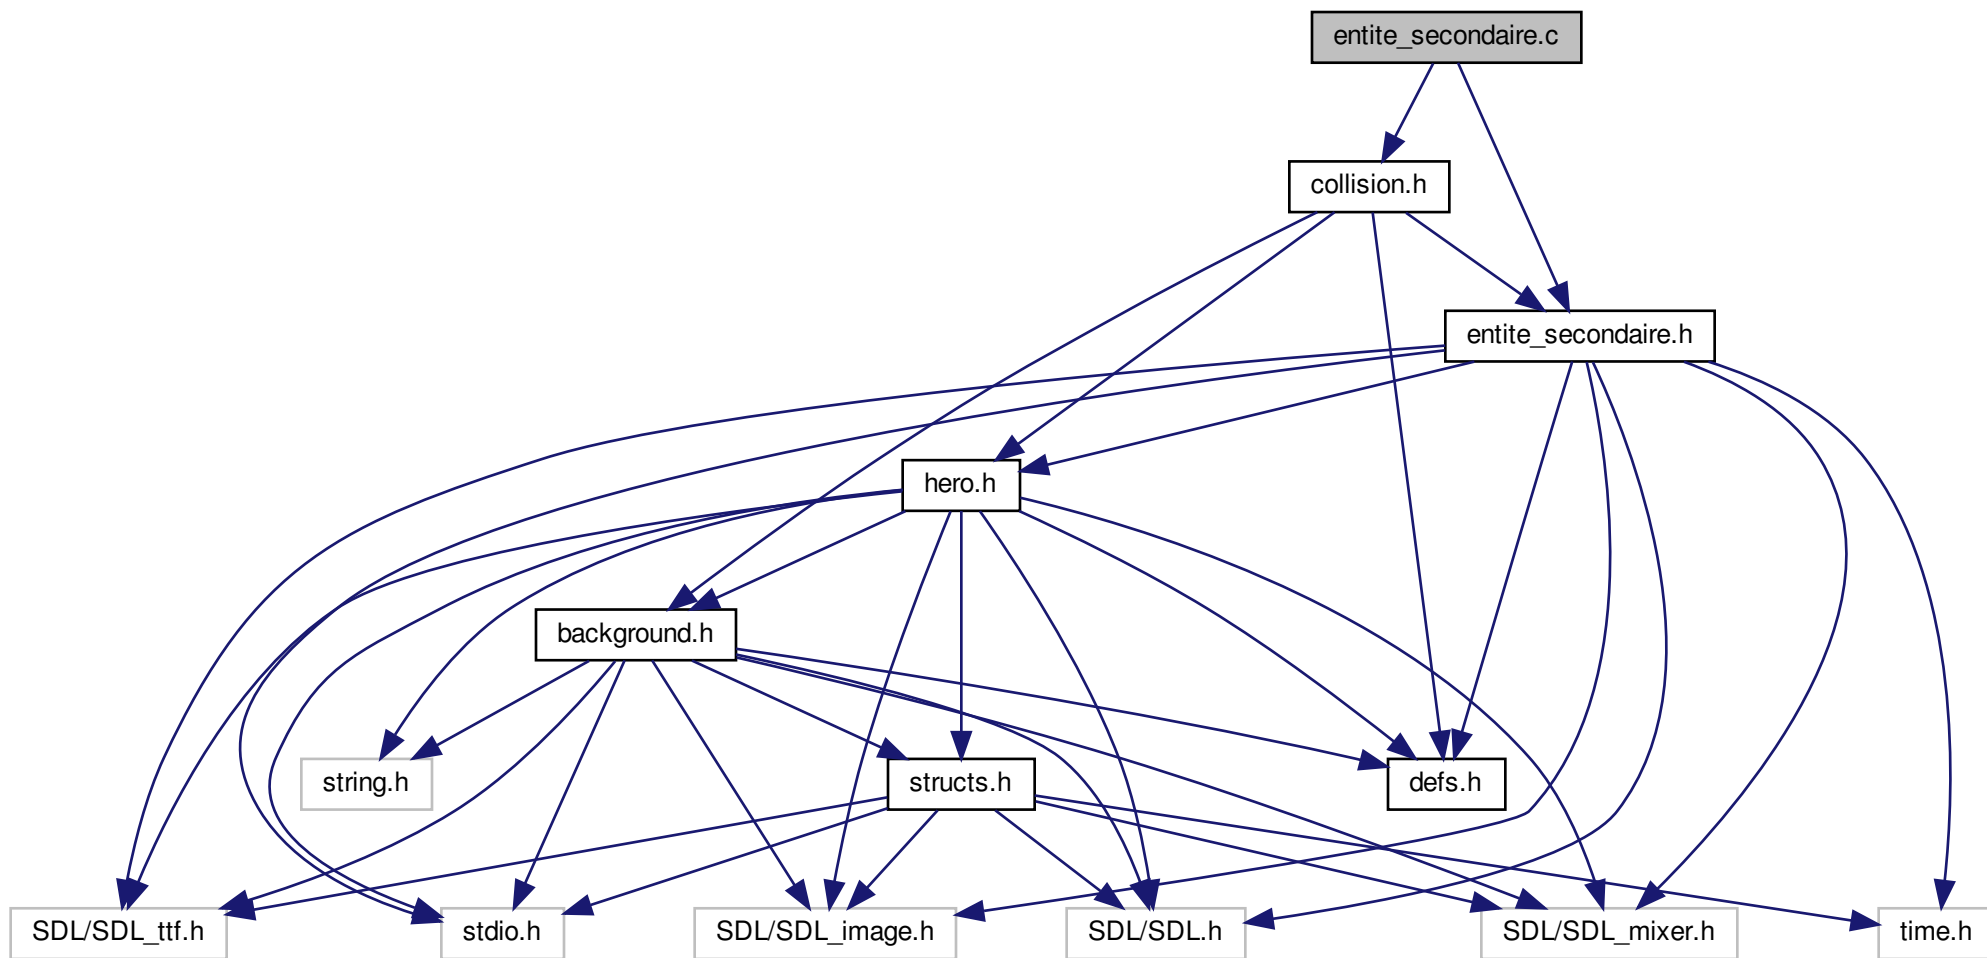 entite_secondaire.c
collision.h
entite_secondaire.h
hero.h
background.h
string.h
structs.h
defs.h
SDL/SDL_ttf.h
stdio.h
SDL/SDL_image.h
SDL/SDL.h
SDL/SDL_mixer.h
time.h